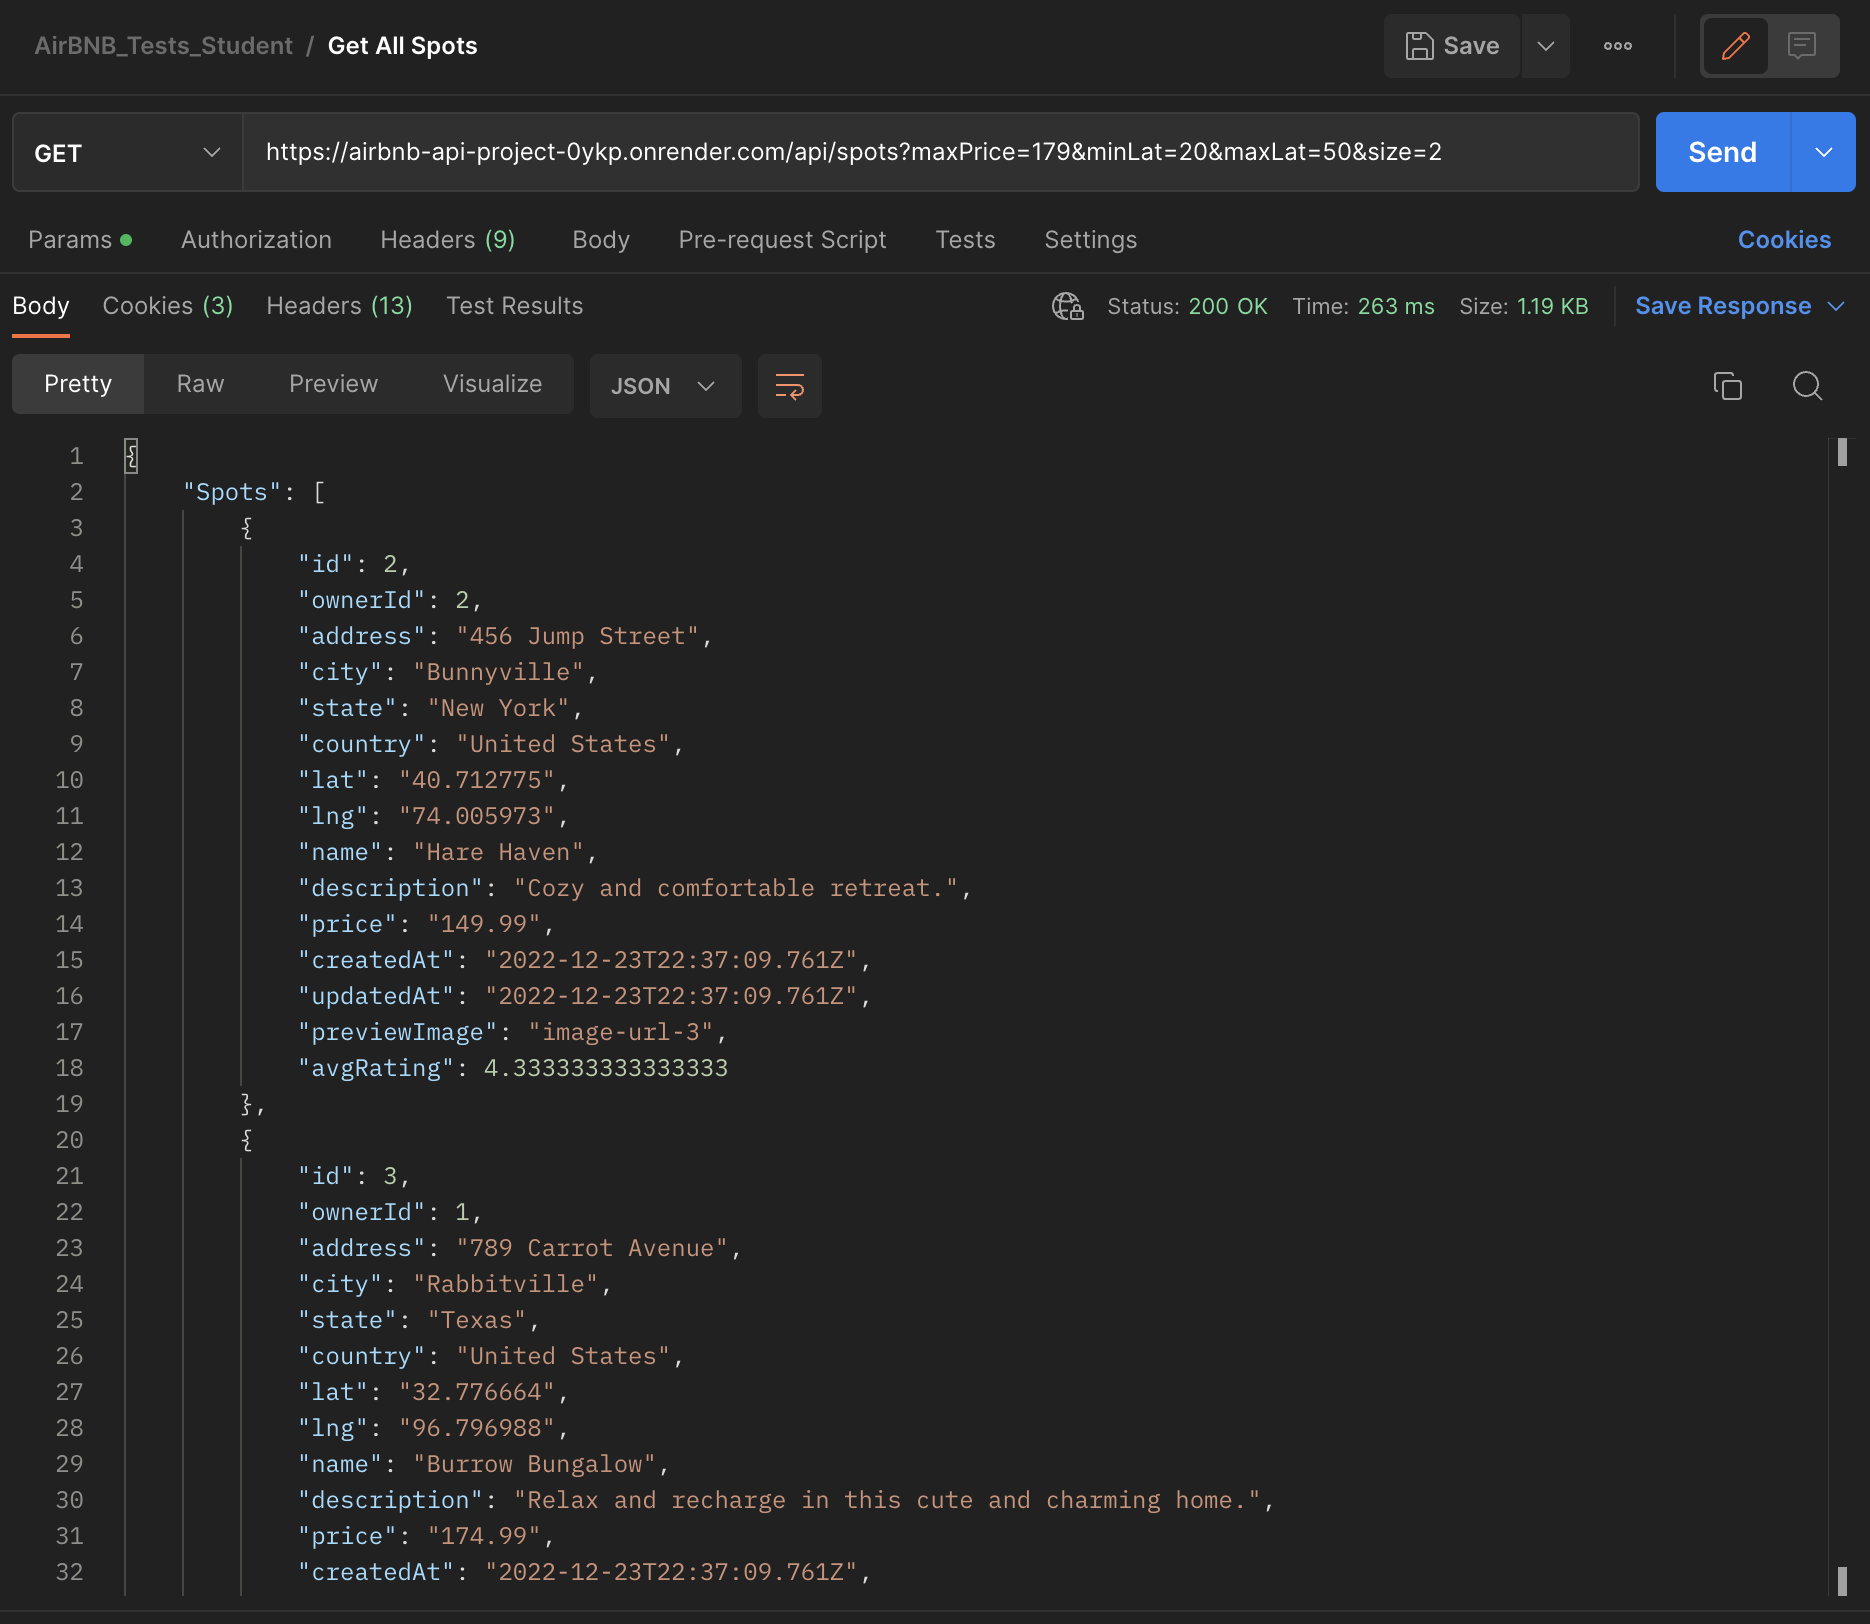 AirBNB_Tests_Student / Get All Spots
Save
GET
https://airbnb-api-project-0ykp.onrender.com/api/spots?maxPrice=179&minLat=20&maxLat=50&size=2
Send
Params Authorization Headers (9) Body Pre-request Script Tests Settings Cookies
Body Cookies (3) Headers (13) Test Results Status: 200 OK Time: 263 ms Size: 1.19 KB Save Response
Pretty Raw Preview Visualize JSON
1 {
2 "Spots": [
3 {
4 "id": 2,
5 "ownerId": 2,
6 "address": "456 Jump Street",
7 "city": "Bunnyville",
8 "state": "New York",
9 "country": "United States",
10 "lat": "40.712775",
11 "lng": "74.005973",
12 "name": "Hare Haven",
13 "description": "Cozy and comfortable retreat.",
14 "price": "149.99",
15 "createdAt": "2022-12-23T22:37:09.761Z",
16 "updatedAt": "2022-12-23T22:37:09.761Z",
17 "previewImage": "image-url-3",
18 "avgRating": 4.333333333333333
19 },
20 {
21 "id": 3,
22 "ownerId": 1,
23 "address": "789 Carrot Avenue",
24 "city": "Rabbitville",
25 "state": "Texas",
26 "country": "United States",
27 "lat": "32.776664",
28 "lng": "96.796988",
29 "name": "Burrow Bungalow",
30 "description": "Relax and recharge in this cute and charming home.",
31 "price": "174.99",
32 "createdAt": "2022-12-23T22:37:09.761Z",